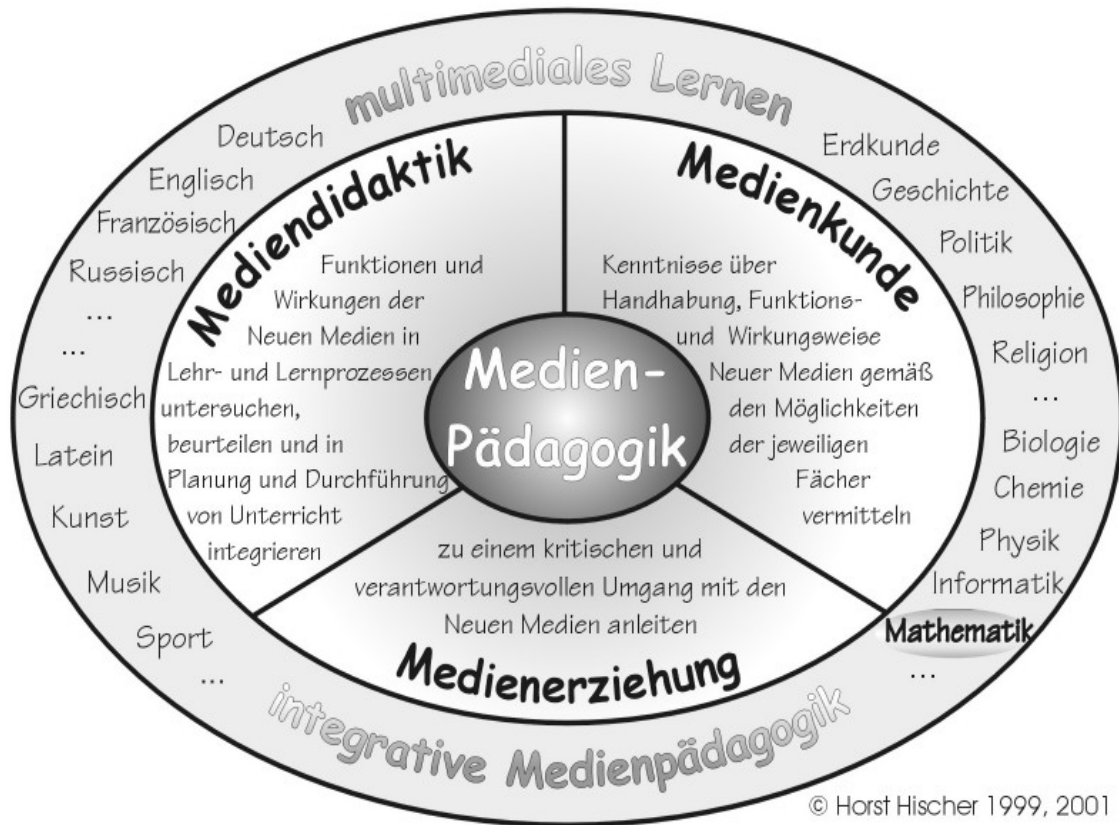 multimediales Lernen
Deutsch
Englisch
Französisch
Russisch
...
...
Griechisch
Latein
Kunst
Musik
Sport
...
Erdkunde
Geschichte
Politik
Philosophie
Religion
...
Biologie
Chemie
Physik
Informatik
Mathematik
...
Mediendidaktik
Funktionen und
Wirkungen der
Neuen Medien in
Lehr- und Lernprozessen
untersuchen,
beurteilen und in
Planung und Durchführung
von Unterricht
integrieren
Medienkunde
Kenntnisse über
Handhabung, Funktions-
und Wirkungsweise
Neuer Medien gemäß
den Möglichkeiten
der jeweiligen
Fächer
vermitteln
Medien-
Pädagogik
zu einem kritischen und
verantwortungsvollen Umgang mit den
Neuen Medien anleiten
Medienerziehung
integrative Medienpädagogik
© Horst Hischer 1999, 2001